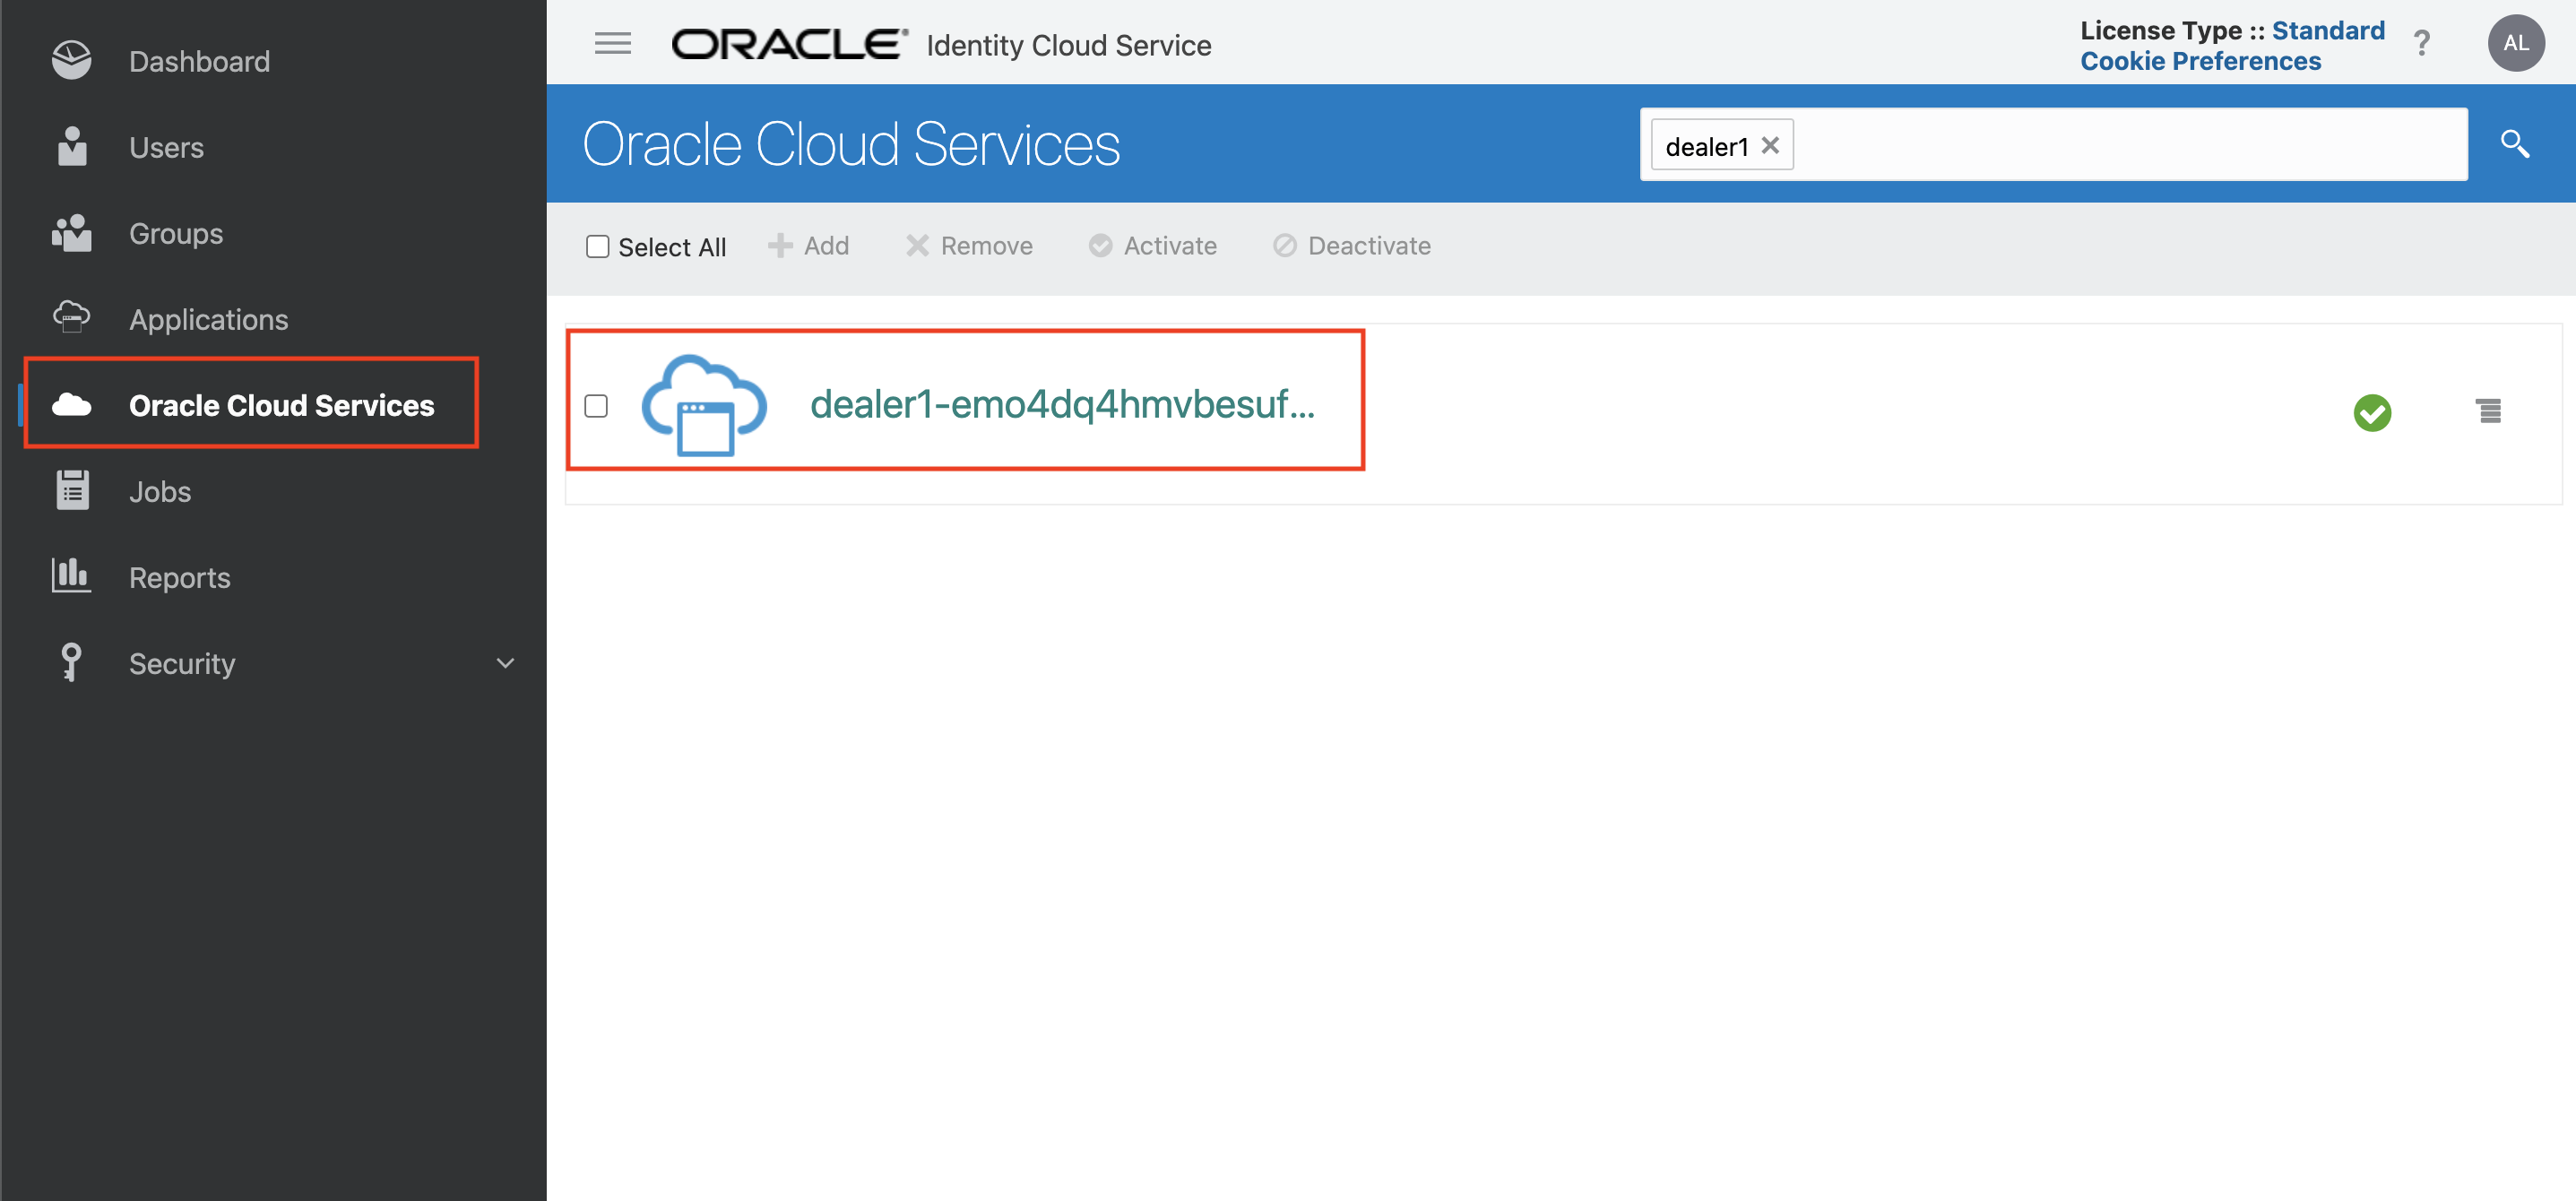 Dashboard
Users
Groups
Applications
Oracle Cloud Services
Jobs
Reports
Security
ORACLE® Identity Cloud Service
License Type :: Standard
Cookie Preferences
?
AL
Oracle Cloud Services
dealer1
Select All
Add
Remove
Activate
Deactivate
dealer1-emo4dq4hmvbesuf...